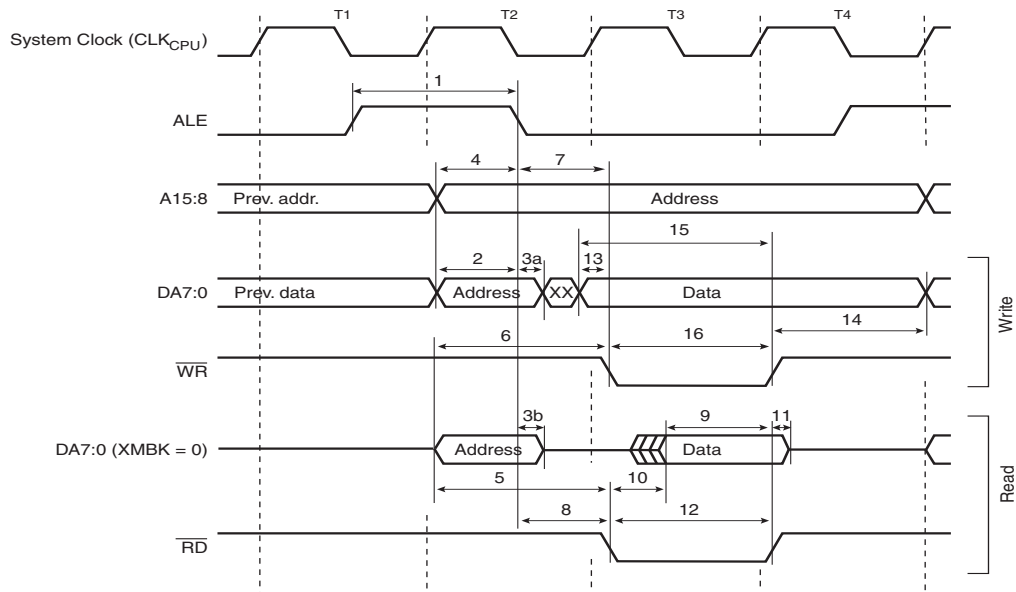 T1 T2 T3 T4
System Clock (CLKCPU)
1
ALE
4 7
A15:8 Prev. addr. Address
15
2 3a 13
DA7:0 Prev. data Address XX Data
14
6 16
WR
Write
3b 9 11
DA7:0 (XMBK = 0) Address Data
5 10
8 12
RD
Read